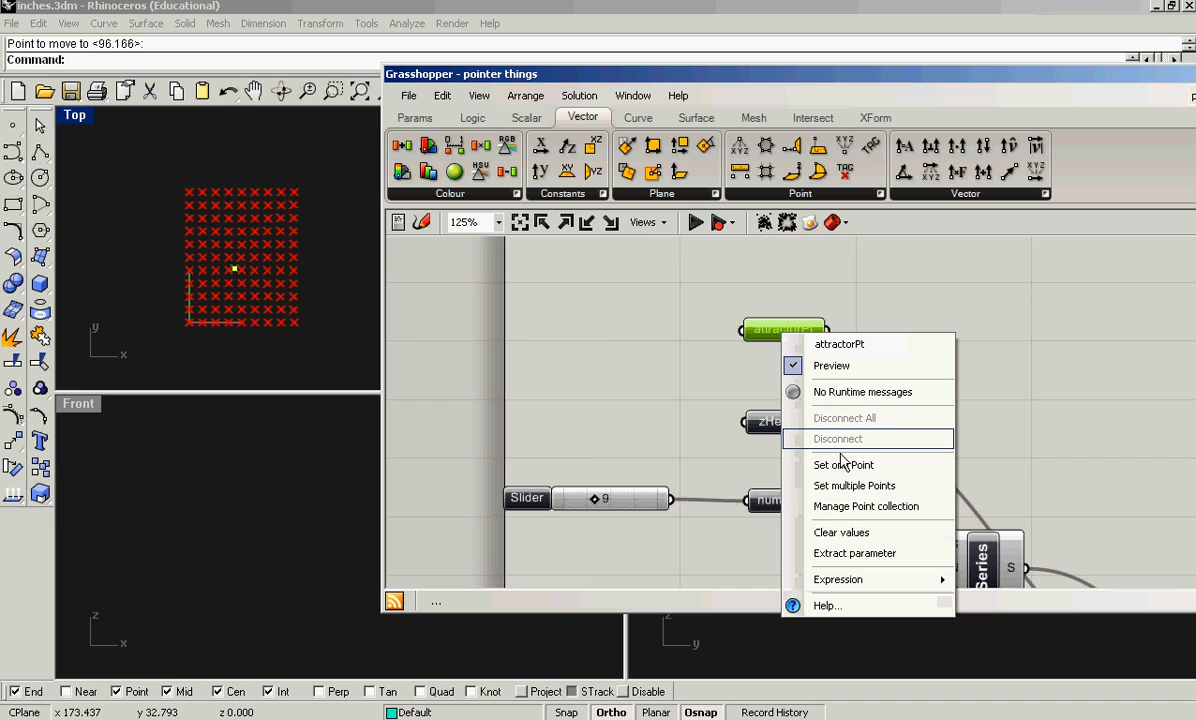 inches.3dm - Rhinoceros (Educational)
File Edit View Curve Surface Solid Mesh Dimension Transform Tools Analyze Render Help
Point to move to <96.166>:
Command:
Top
Grasshopper - pointer things
File Edit View Arrange Solution Window Help
Params Logic Scalar Vector Curve Surface Mesh Intersect XForm
Colour Constants Plane Point Vector
125% Views
attractorPt
attractorPt
Preview
No Runtime messages
Disconnect All
Disconnect
Set one Point
Set multiple Points
Manage Point collection
Clear values
Extract parameter
Expression
Help...
zHe
Slider 9 num
Series S
...
y
x
Front
z
x
z
y
End Near Point Mid Cen Int Perp Tan Quad Knot Project STrack Disable
CPlane x 173.437 y 32.793 z 0.000 Default Snap Ortho Planar Osnap Record History